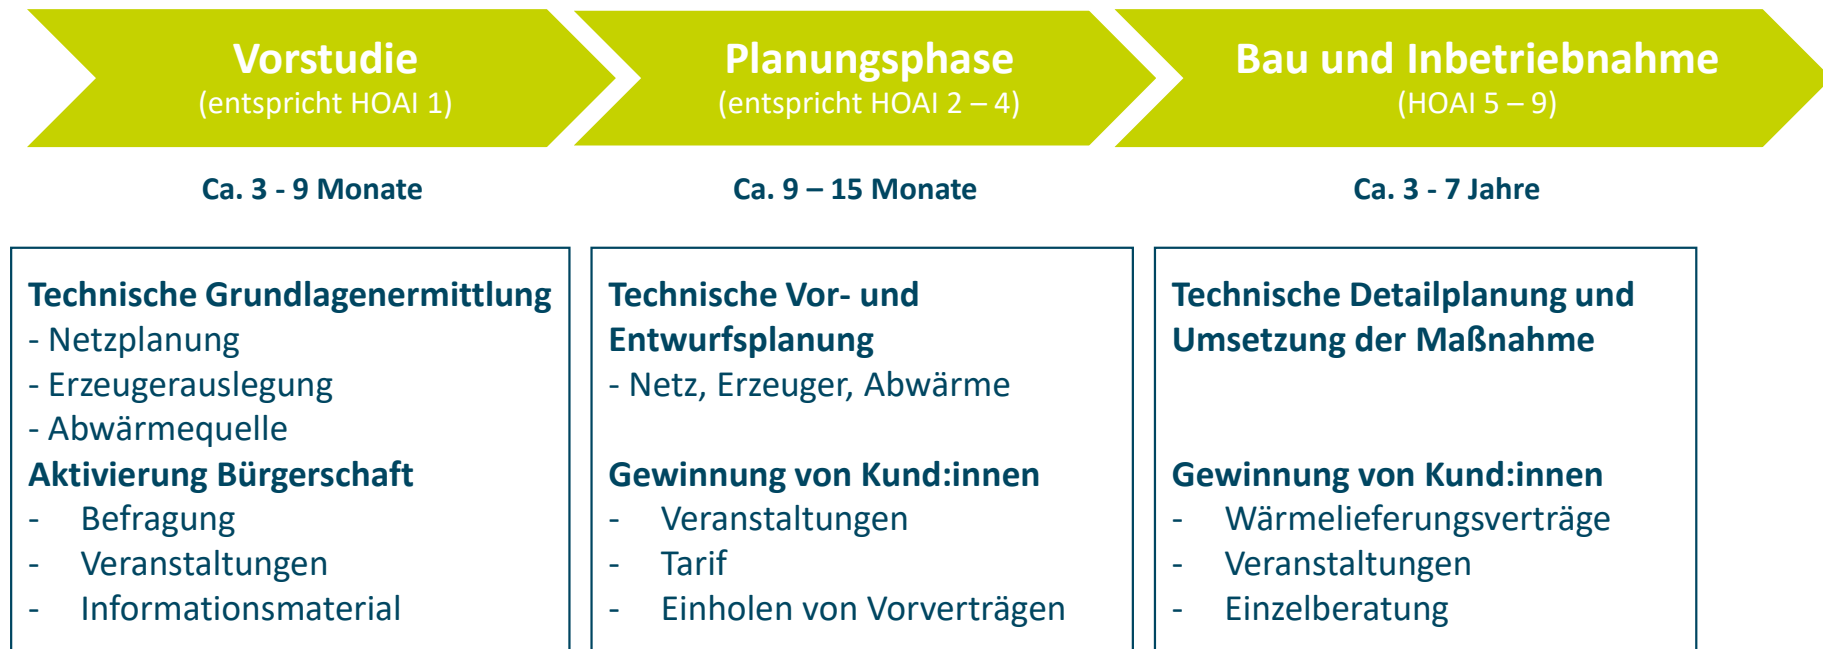 Vorstudie
(entspricht HOAI 1)
Planungsphase
(entspricht HOAI 2 – 4)
Bau und Inbetriebnahme
(HOAI 5 – 9)
Ca. 3 - 9 Monate
Ca. 9 – 15 Monate
Ca. 3 - 7 Jahre
Technische Grundlagenermittlung
- Netzplanung
- Erzeugerauslegung
- Abwärmequelle
Aktivierung Bürgerschaft
- Befragung
- Veranstaltungen
- Informationsmaterial
Technische Vor- und
Entwurfsplanung
- Netz, Erzeuger, Abwärme
Gewinnung von Kund:innen
- Veranstaltungen
- Tarif
- Einholen von Vorverträgen
Technische Detailplanung und
Umsetzung der Maßnahme
Gewinnung von Kund:innen
- Wärmelieferungsverträge
- Veranstaltungen
- Einzelberatung